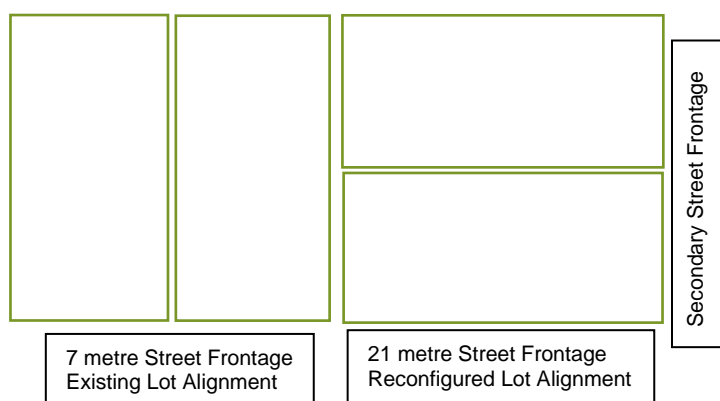 7 metre Street Frontage
Existing Lot Alignment
21 metre Street Frontage
Reconfigured Lot Alignment
Secondary Street Frontage